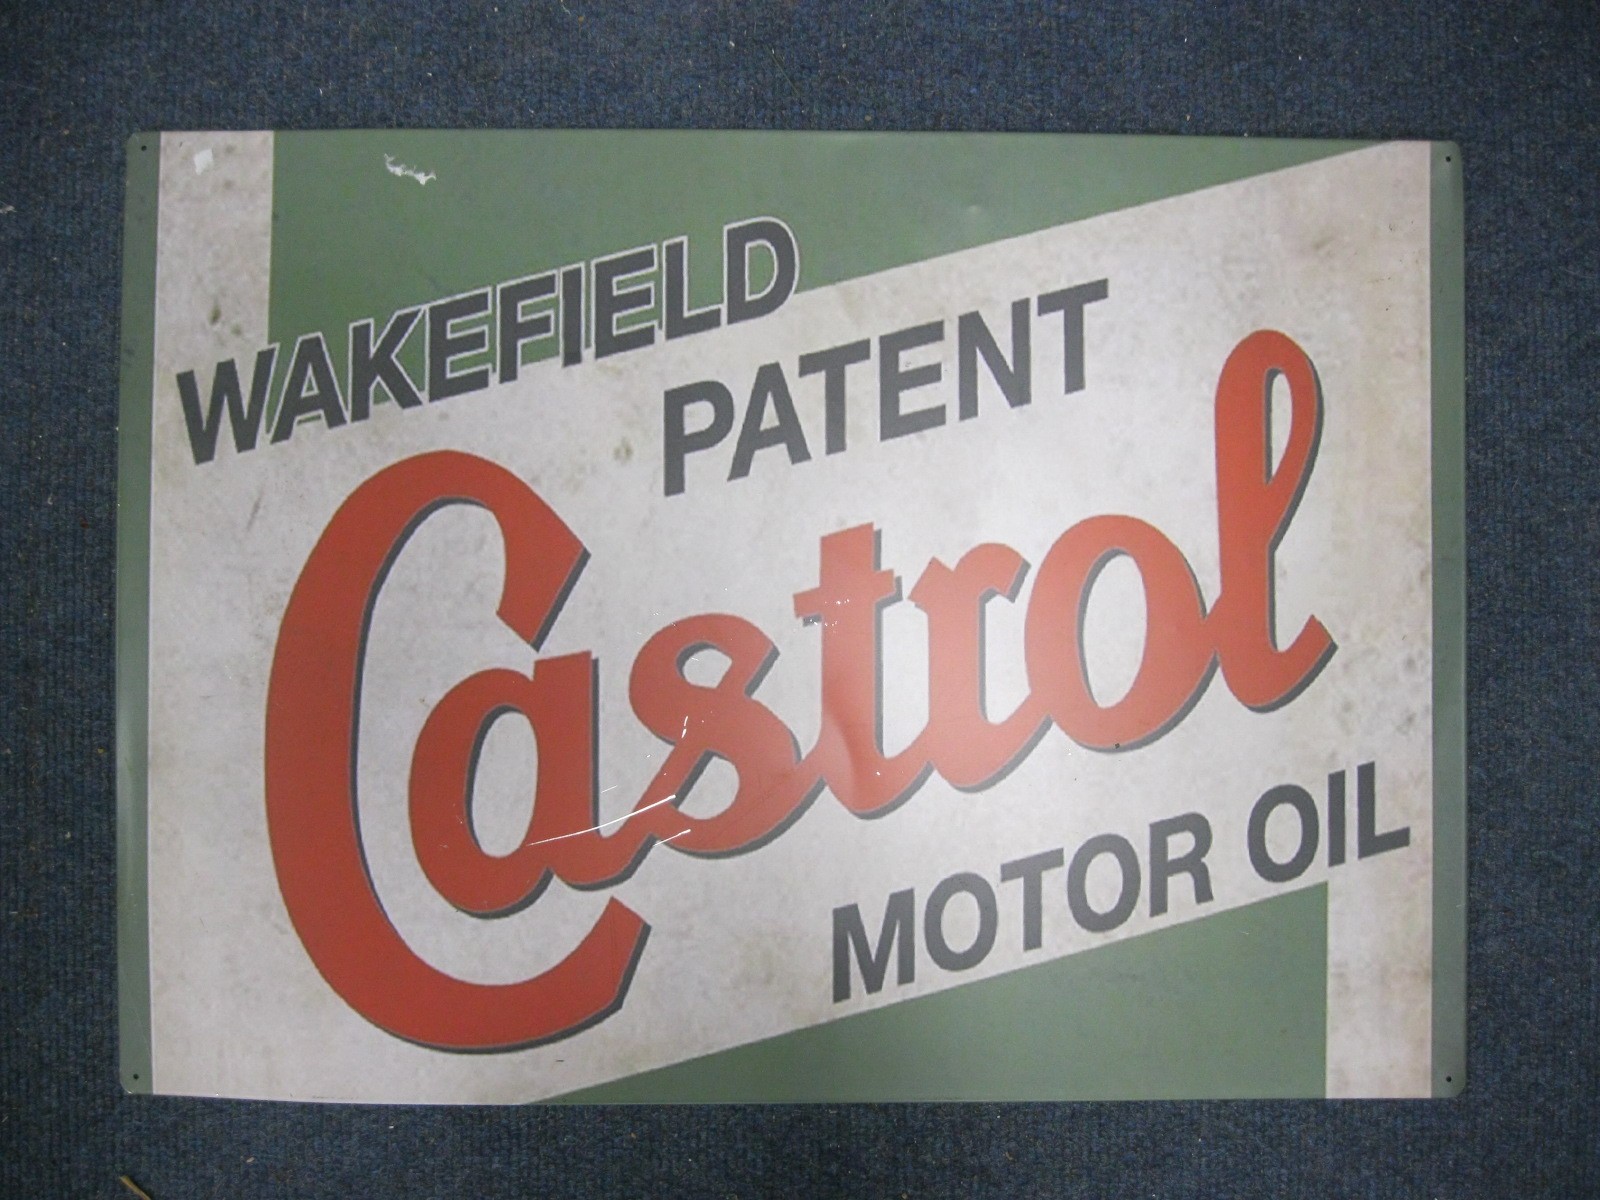 WAKEFIELD
PATENT
Castrol
MOTOR OIL